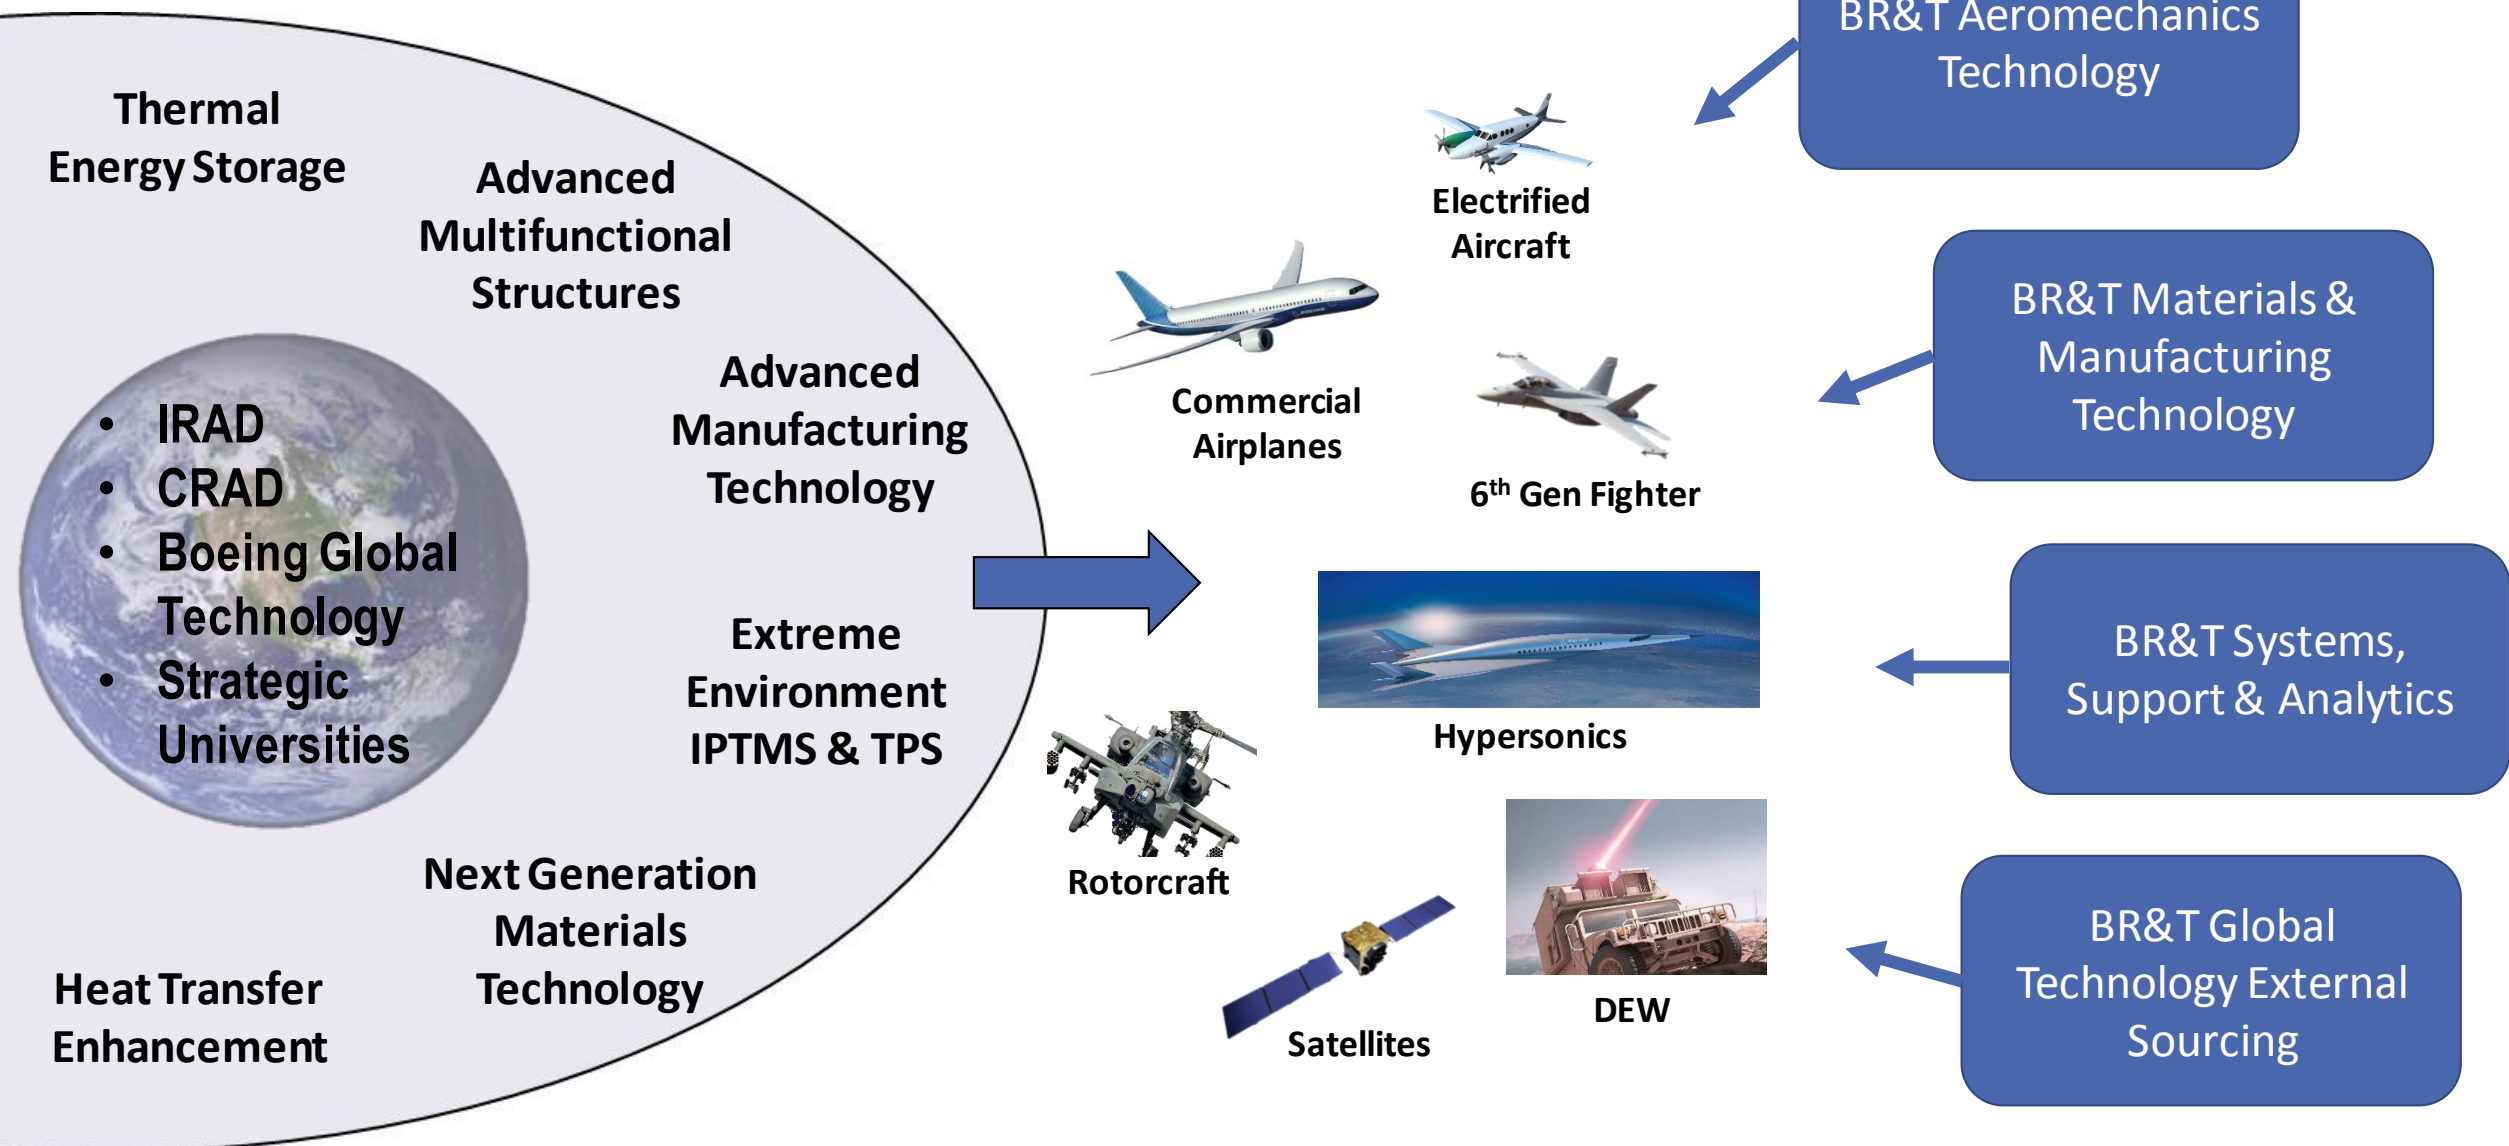 Thermal
Energy Storage
Advanced
Multifunctional
Structures
Advanced
Manufacturing
Technology
• IRAD
• CRAD
• Boeing Global
Technology
• Strategic
Universities
Extreme
Environment
IPTMS & TPS
Next Generation
Materials
Technology
Heat Transfer
Enhancement
Electrified
Aircraft
Commercial
Airplanes
6th Gen Fighter
Hypersonics
Rotorcraft
DEW
Satellites
BR&T Aeromechanics
Technology
BR&T Materials &
Manufacturing
Technology
BR&T Systems,
Support & Analytics
BR&T Global
Technology External
Sourcing